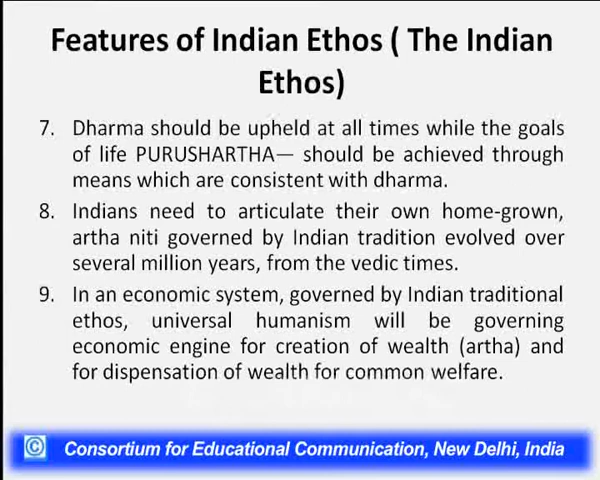 Features of Indian Ethos ( The Indian
Ethos)
7. Dharma should be upheld at all times while the goals
of life PURUSHARTHA— should be achieved through
means which are consistent with dharma.
8. Indians need to articulate their own home-grown,
artha niti governed by Indian tradition evolved over
several million years, from the vedic times.
9. In an economic system, governed by Indian traditional
ethos, universal humanism will be governing
economic engine for creation of wealth (artha) and
for dispensation of wealth for common welfare.
© Consortium for Educational Communication, New Delhi, India